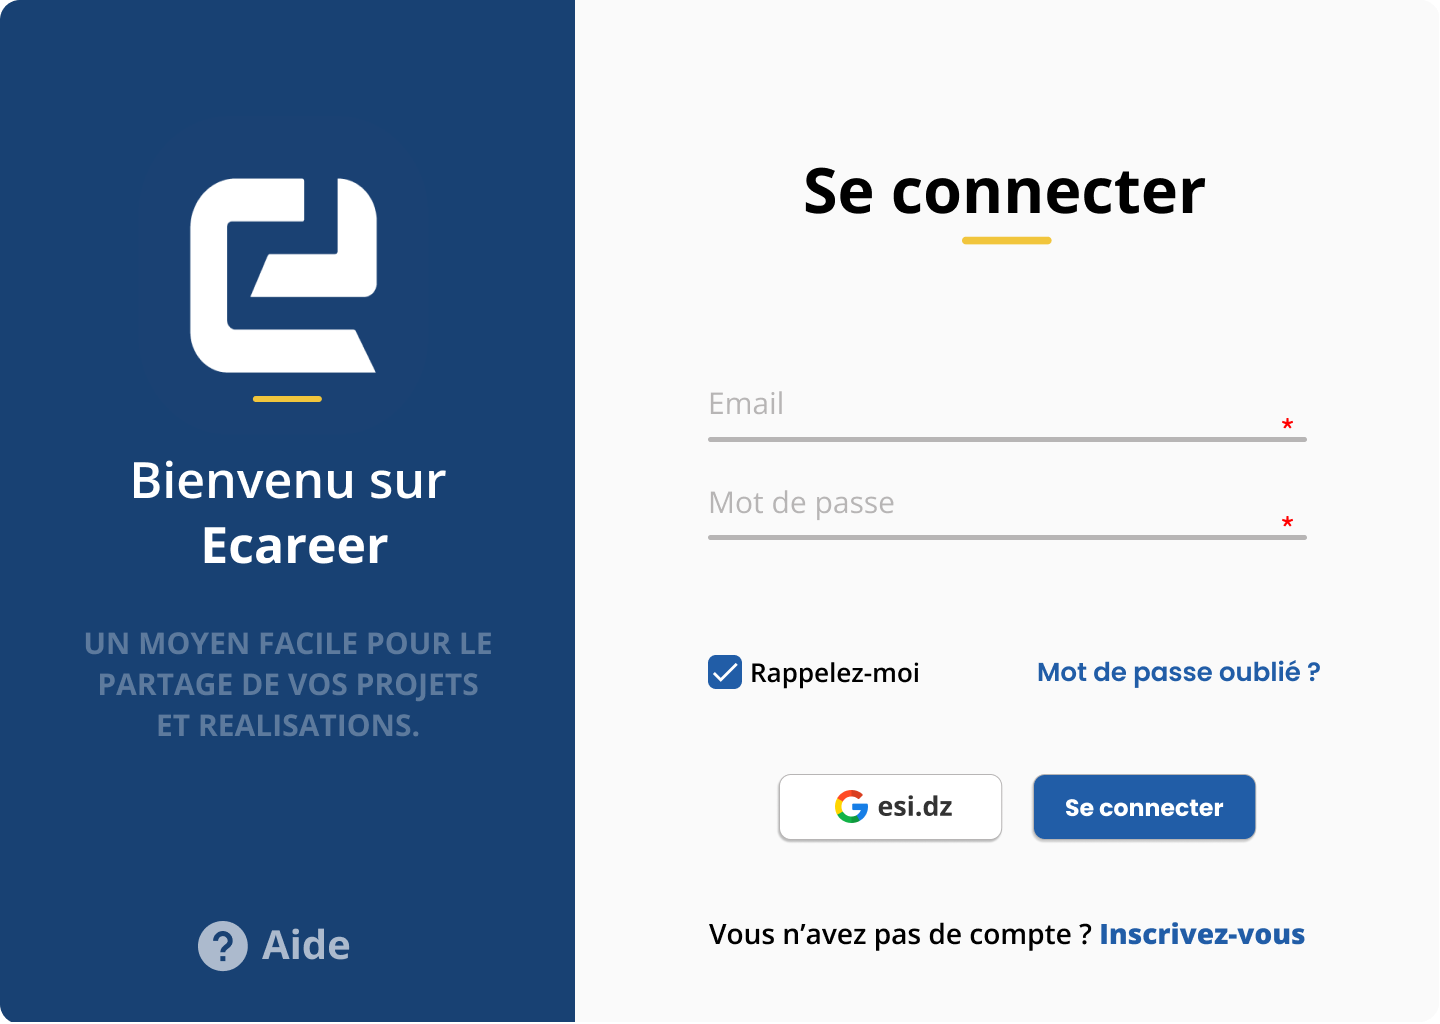 Bienvenu sur
Ecareer
UN MOYEN FACILE POUR LE
PARTAGE DE VOS PROJETS
ET REALISATIONS.
? Aide
Se connecter
Email
*
Mot de passe
*
Rappelez-moi
Mot de passe oublié ?
esi.dz
Se connecter
Vous n’avez pas de compte ? Inscrivez-vous